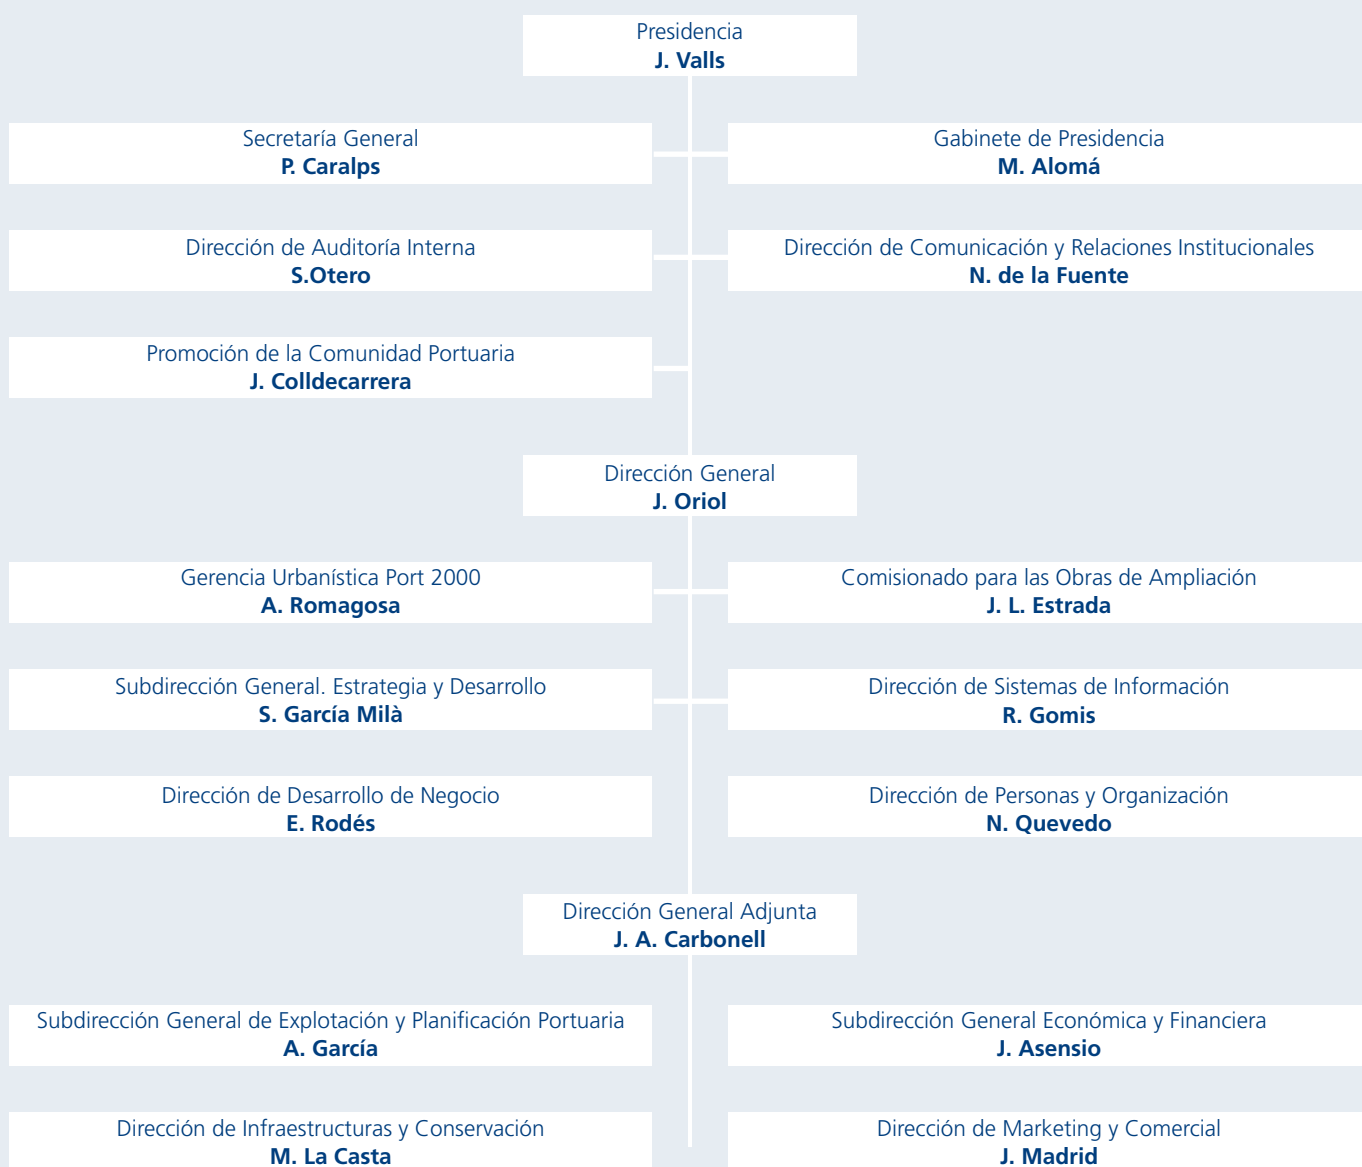 Presidencia
J. Valls
Secretaría General
P. Caralps
Gabinete de Presidencia
M. Alomá
Dirección de Auditoría Interna
S.Otero
Dirección de Comunicación y Relaciones Institucionales
N. de la Fuente
Promoción de la Comunidad Portuaria
J. Colldecarrera
Dirección General
J. Oriol
Gerencia Urbanística Port 2000
A. Romagosa
Comisionado para las Obras de Ampliación
J. L. Estrada
Subdirección General. Estrategia y Desarrollo
S. García Milà
Dirección de Sistemas de Información
R. Gomis
Dirección de Desarrollo de Negocio
E. Rodés
Dirección de Personas y Organización
N. Quevedo
Dirección General Adjunta
J. A. Carbonell
Subdirección General de Explotación y Planificación Portuaria
A. García
Subdirección General Económica y Financiera
J. Asensio
Dirección de Infraestructuras y Conservación
M. La Casta
Dirección de Marketing y Comercial
J. Madrid